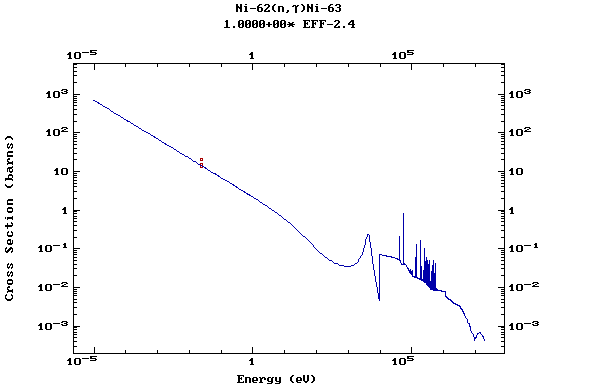 Ni-62(n,γ)Ni-63
1.0000+00* EFF-2.4
10⁻⁵ 1 10⁵
10³ 10³
10² 10²
10 10
1 1
10⁻¹ 10⁻¹
10⁻² 10⁻²
10⁻³ 10⁻³
Cross Section (barns)
10⁻⁵ 1 10⁵
Energy (eV)